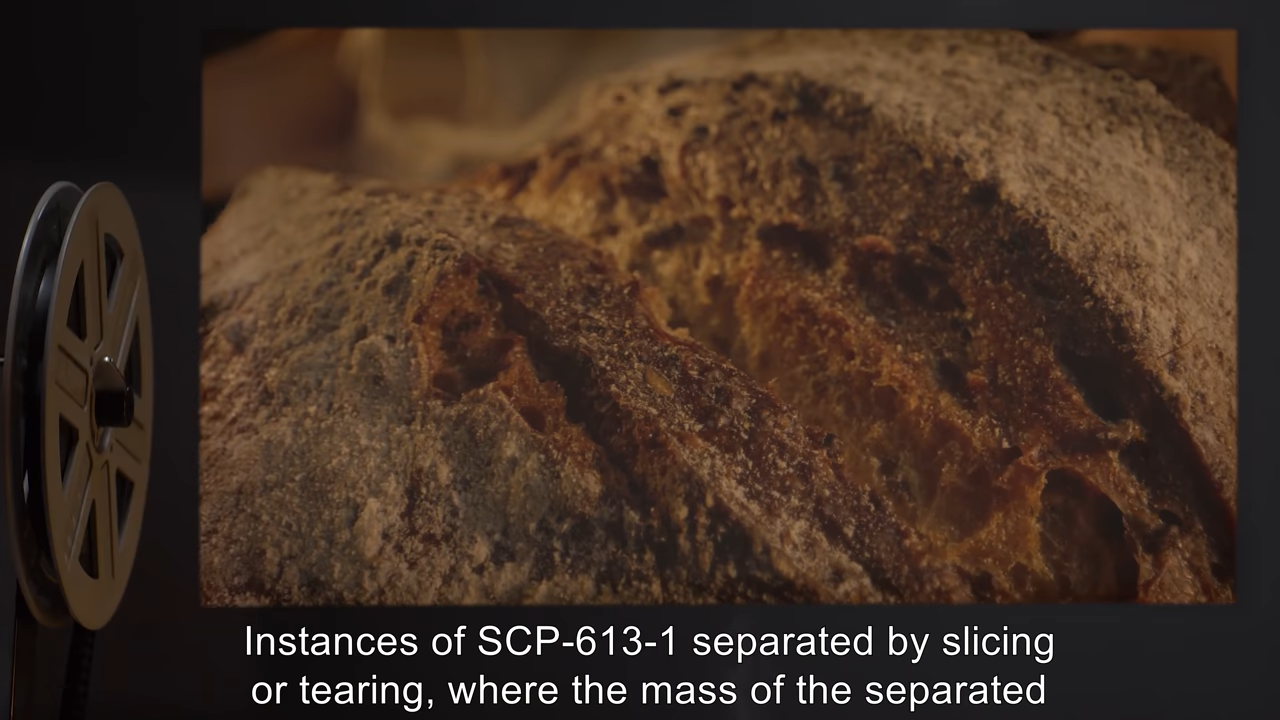 Instances of SCP-613-1 separated by slicing
or tearing, where the mass of the separated